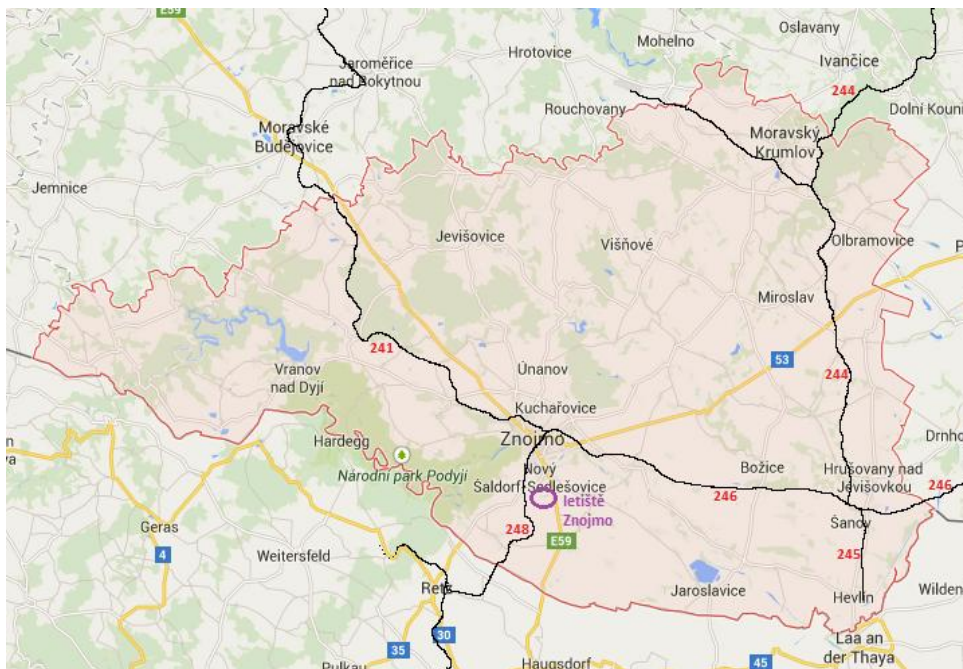 E59
Oslavany
Mohelno
Hrotovice
Ivančice
Jaroměřice
nad Rokytnou
244
Rouchovany
Dolní Kouni
Moravské
Budějovice
Moravský
Krumlov
Jemnice
Jevišovice
Višňové
Olbramovice
P
Miroslav
241
53
244
Vranov
nad Dyjí
Únanov
Kuchařovice
Hardegg
Znojmo
Drnho
Národní park Podyjí
Nový
Šaldorf-Sedlešovice
Božice
Hrušovany nad
Jevišovkou
246
246
letiště
Znojmo
Geras
4
Weitersfeld
248
E59
Šanov
245
Retz
Jaroslavice
Hevlín
Wilden
30
35
Laa an
der Thaya
Pulkau
Haugsdorf
45